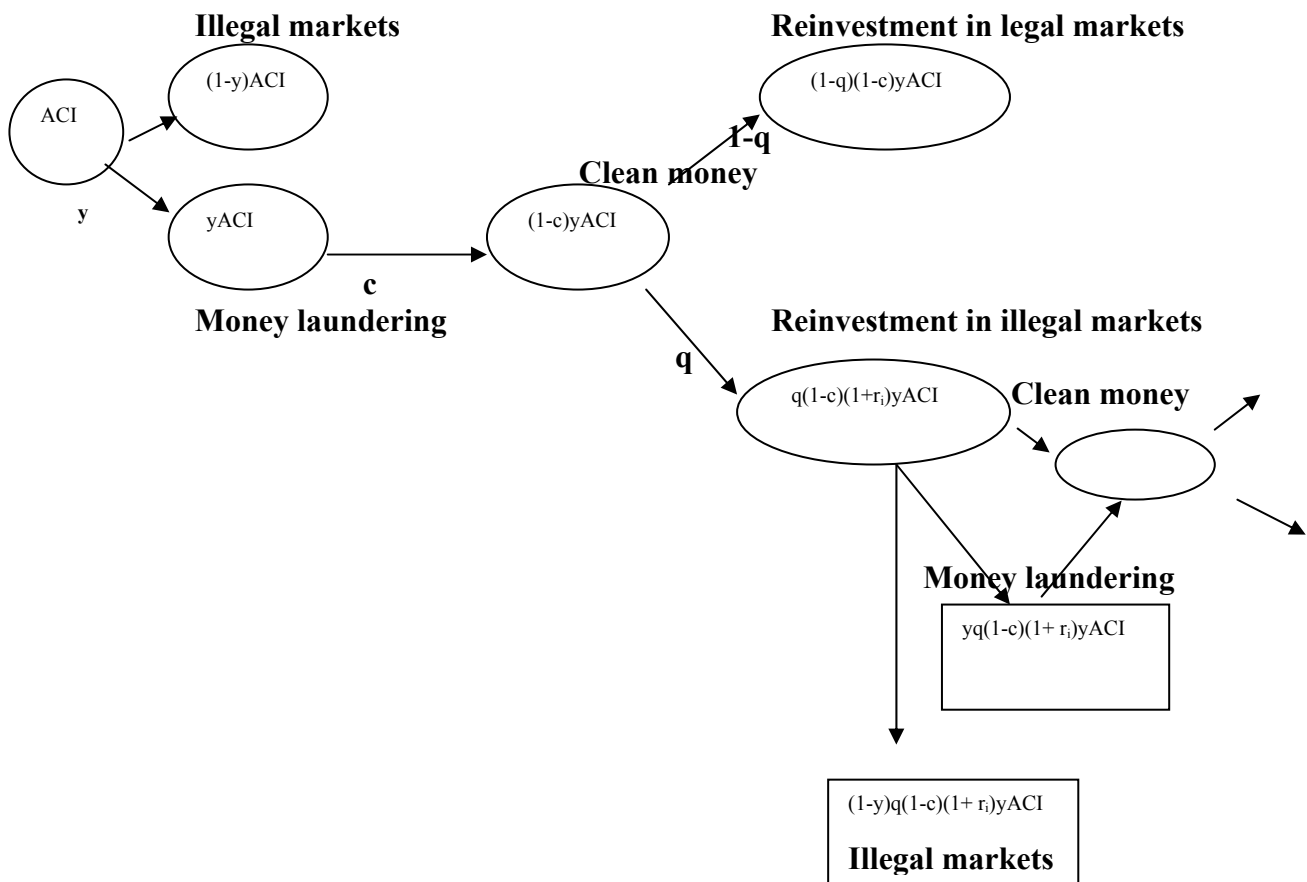 Illegal markets
Reinvestment in legal markets
(1-y)ACI
(1-q)(1-c)yACI
ACI
1-q
Clean money
y
yACI
(1-c)yACI
c
Money laundering
Reinvestment in illegal markets
q
q(1-c)(1+rᵢ)yACI
Clean money
Money laundering
yq(1-c)(1+ rᵢ)yACI
(1-y)q(1-c)(1+ rᵢ)yACI
Illegal markets